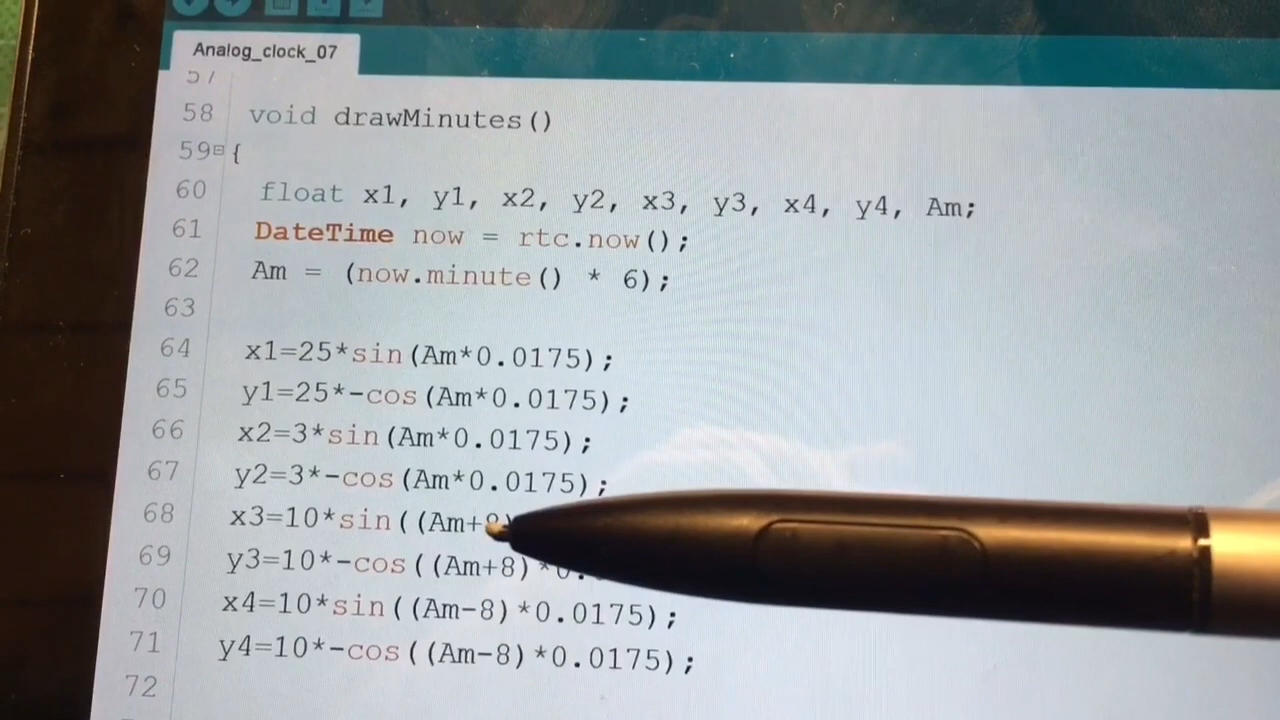 Analog_clock_07
57
58 void drawMinutes()
59 {
60 float x1, y1, x2, y2, x3, y3, x4, y4, Am;
61 DateTime now = rtc.now();
62 Am = (now.minute() * 6);
63
64 x1=25*sin(Am*0.0175);
65 y1=25*-cos(Am*0.0175);
66 x2=3*sin(Am*0.0175);
67 y2=3*-cos(Am*0.0175);
68 x3=10*sin((Am+8)
69 y3=10*-cos((Am+8)*0.
70 x4=10*sin((Am-8)*0.0175);
71 y4=10*-cos((Am-8)*0.0175);
72